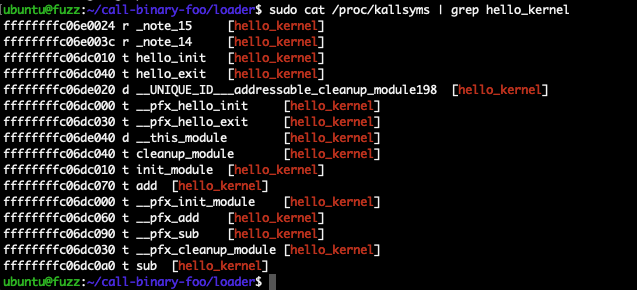 ubuntu@fuzz:~/call-binary-foo/loader$ sudo cat /proc/kallsyms | grep hello_kernel
ffffffffc06e0024 r _note_15	[hello_kernel]
ffffffffc06e003c r _note_14	[hello_kernel]
ffffffffc06dc010 t hello_init	[hello_kernel]
ffffffffc06dc040 t hello_exit	[hello_kernel]
ffffffffc06de020 d __UNIQUE_ID___addressable_cleanup_module198	[hello_kernel]
ffffffffc06dc000 t __pfx_hello_init	[hello_kernel]
ffffffffc06dc030 t __pfx_hello_exit	[hello_kernel]
ffffffffc06de040 d __this_module	[hello_kernel]
ffffffffc06dc040 t cleanup_module	[hello_kernel]
ffffffffc06dc010 t init_module	[hello_kernel]
ffffffffc06dc070 t add	[hello_kernel]
ffffffffc06dc000 t __pfx_init_module	[hello_kernel]
ffffffffc06dc060 t __pfx_add	[hello_kernel]
ffffffffc06dc090 t __pfx_sub	[hello_kernel]
ffffffffc06dc030 t __pfx_cleanup_module	[hello_kernel]
ffffffffc06dc0a0 t sub	[hello_kernel]
ubuntu@fuzz:~/call-binary-foo/loader$